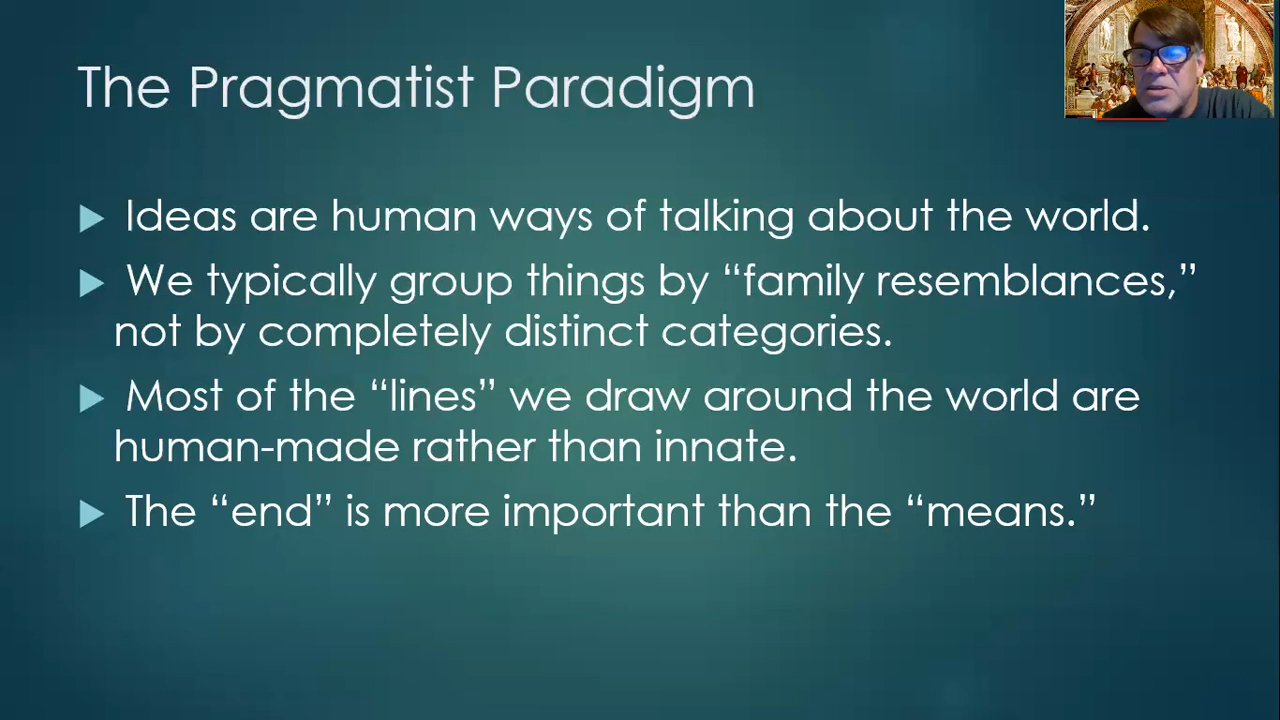 The Pragmatist Paradigm
Ideas are human ways of talking about the world.
We typically group things by “family resemblances,”
not by completely distinct categories.
Most of the “lines” we draw around the world are
human-made rather than innate.
The “end” is more important than the “means.”